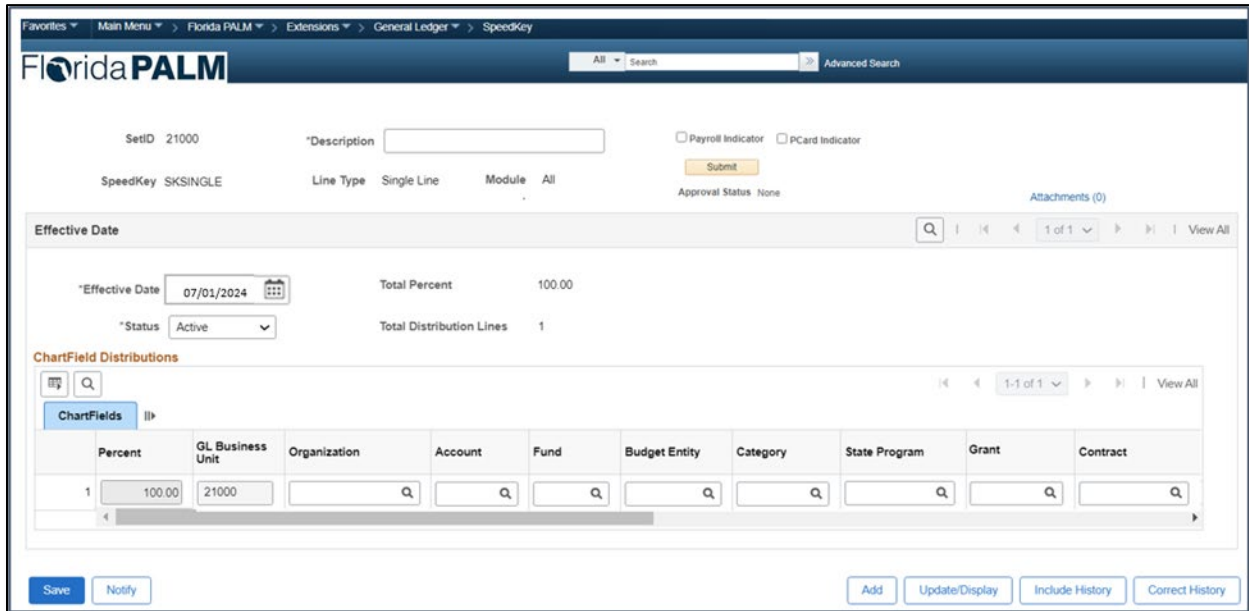 Favorites Main Menu > Florida PALM > Extensions > General Ledger > SpeedKey
Florida PALM All Search Advanced Search
SetID 21000 *Description Payroll Indicator PCard Indicator
Submit
SpeedKey SKSINGLE Line Type Single Line Module All
Approval Status None
Attachments (0)
Effective Date 1 of 1 View All
*Effective Date 07/01/2024 Total Percent 100.00
*Status Active Total Distribution Lines 1
ChartField Distributions
1-1 of 1 View All
ChartFields
Percent GL Business Unit Organization Account Fund Budget Entity Category State Program Grant Contract
1 100.00 21000
Save Notify Add Update/Display Include History Correct History